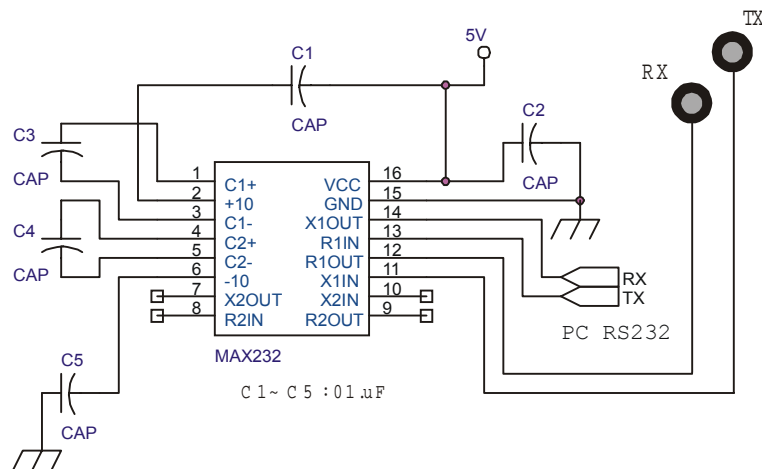 TX
5V
C1
RX
CAP
C2
C3
CAP
CAP
1 C1+ VCC 16
2 +10 GND 15
3 C1- X1OUT 14
4 C2+ R1IN 13
5 C2- R1OUT 12
6 -10 X1IN 11
7 X2OUT X2IN 10
8 R2IN R2OUT 9
C4
CAP
RX
TX
PC RS232
MAX232
C5
CAP
C1~C5:01.uF